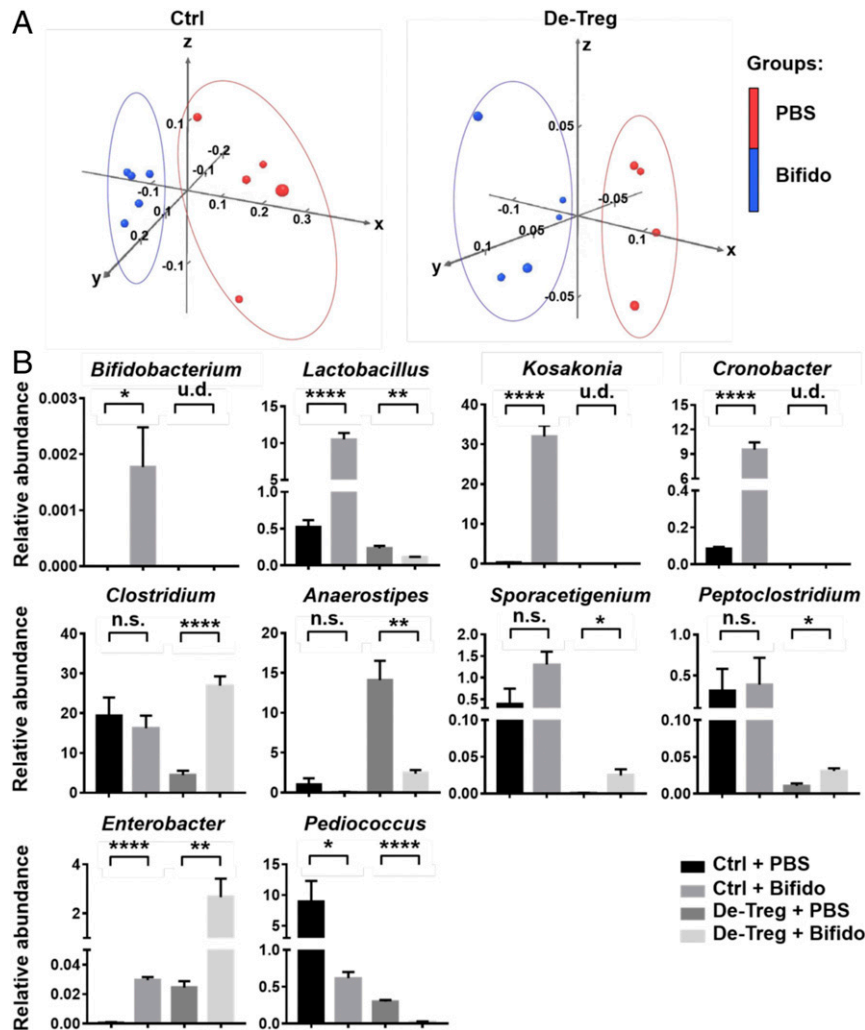 A
Ctrl
De-Treg
Groups:
PBS
Bifido
z
0.1
-0.2
-0.1
-0.1
0.1
0.1
0.2
0.2
0.3
x
y
-0.1
z
0.05
-0.05
-0.1
0.05
0.1
0.1
x
y
-0.05
B
Bifidobacterium
Lactobacillus
Kosakonia
Cronobacter
Relative abundance
0.003
0.002
0.001
0.000
*
u.d.
15
10
5
1.0
0.5
0.0
****
**
40
30
20
10
0
****
u.d.
15
12
9
6
0.4
0.2
0.0
****
u.d.
Clostridium
Anaerostipes
Sporacetigenium
Peptoclostridium
Relative abundance
40
30
20
10
0
n.s.
****
20
15
10
5
0
n.s.
**
2.0
1.5
1.0
0.5
0.10
0.05
0.00
n.s.
*
1.0
0.5
0.10
0.05
0.00
n.s.
*
Enterobacter
Pediococcus
Relative abundance
4
2
0.04
0.02
0.00
****
**
15
10
5
1.0
0.5
0.0
*
****
Ctrl + PBS
Ctrl + Bifido
De-Treg + PBS
De-Treg + Bifido